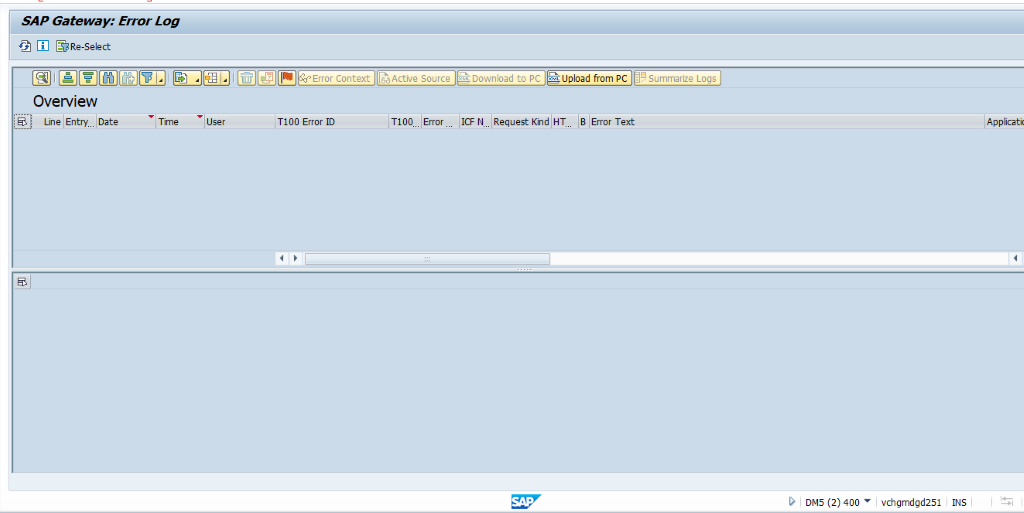 SAP Gateway: Error Log
Re-Select
Error Context Active Source Download to PC Upload from PC Summarize Logs
Overview
Line Entry... Date Time User T100 Error ID T100... Error ... ICF N... Request Kind HT... B Error Text Applicatio
SAP DM5 (2) 400 vchgmdgd251 INS